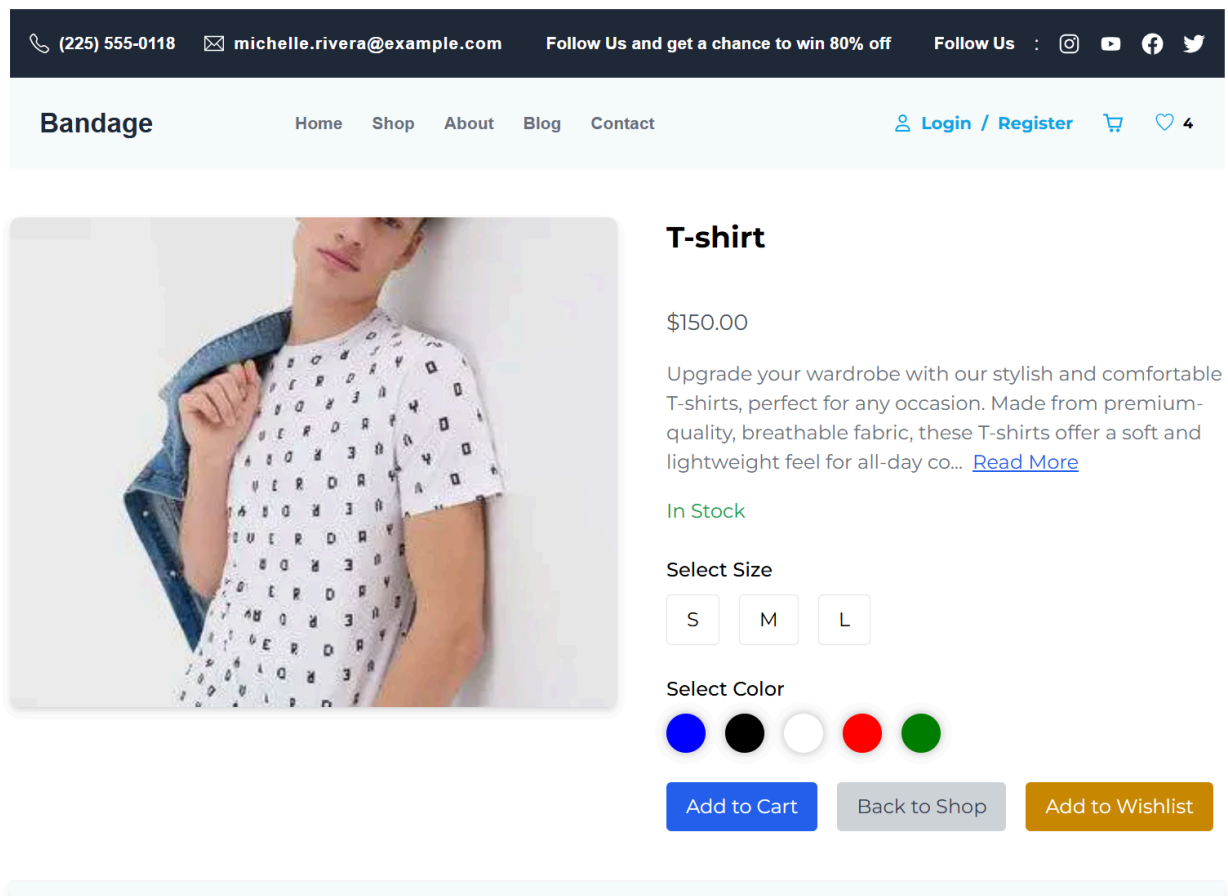 (225) 555-0118 michelle.rivera@example.com Follow Us and get a chance to win 80% off Follow Us :
Bandage Home Shop About Blog Contact Login / Register 4
T-shirt
$150.00
Upgrade your wardrobe with our stylish and comfortable
T-shirts, perfect for any occasion. Made from premium-
quality, breathable fabric, these T-shirts offer a soft and
lightweight feel for all-day co... Read More
In Stock
Select Size
S M L
Select Color
Add to Cart Back to Shop Add to Wishlist